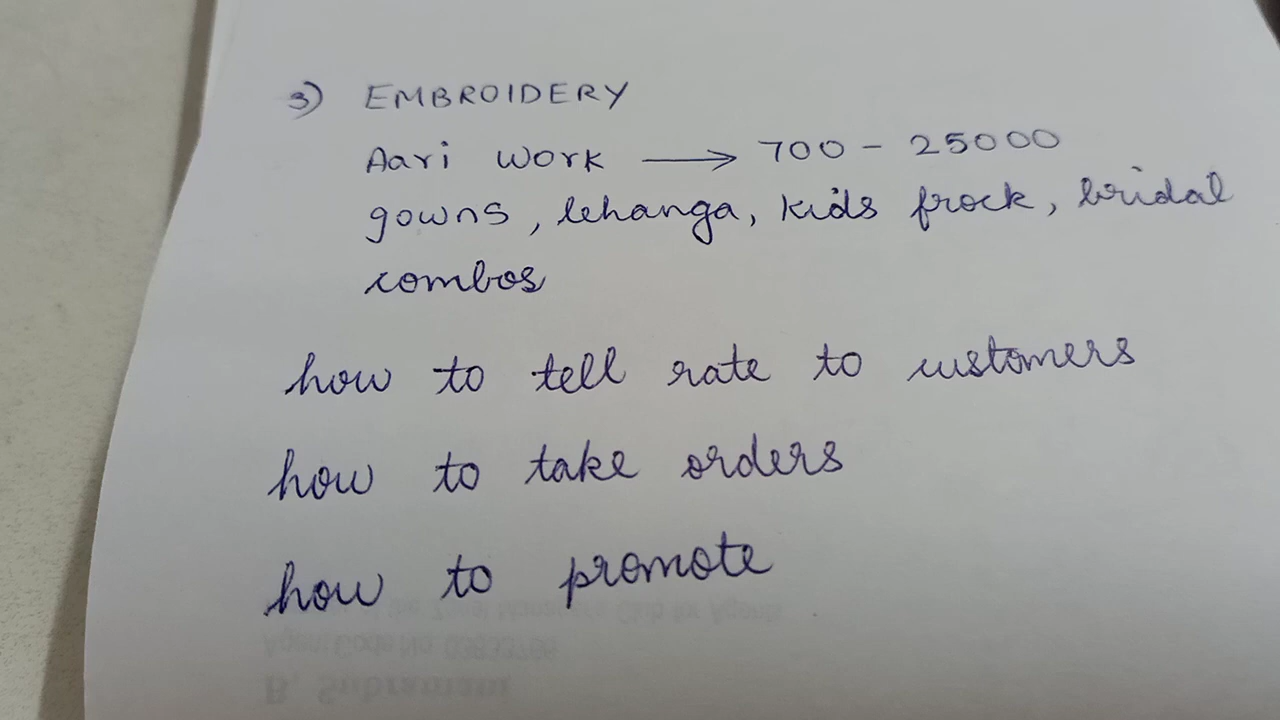 3) EMBROIDERY
Aari work → 700 - 25000
gowns, lehanga, kids frock, bridal
combos
how to tell rate to customers
how to take orders
how to promote